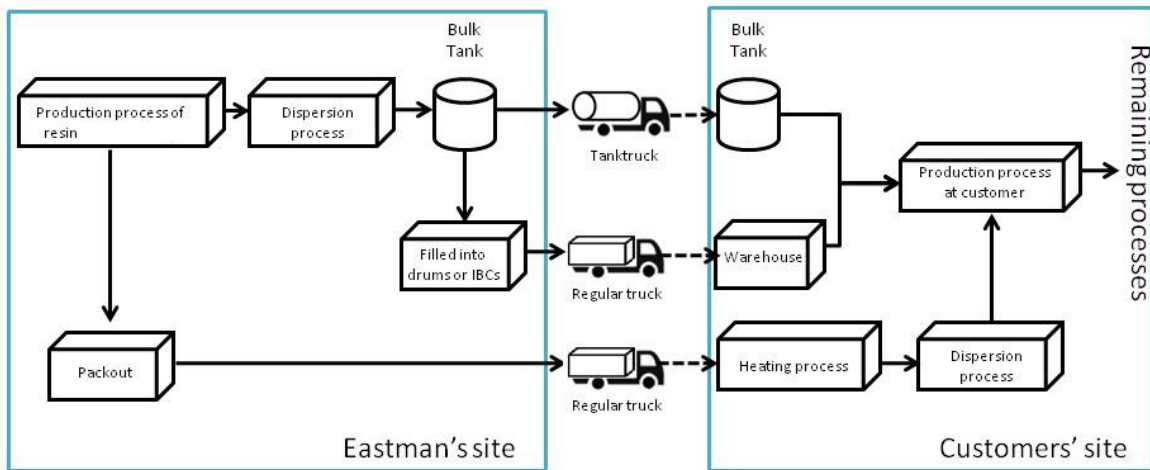 Bulk
Tank
Bulk
Tank
Production process of
resin
Dispersion
process
Tanktruck
Production process
at customer
Remaining processes
Filled into
drums or IBCs
Regular truck
Warehouse
Packout
Regular truck
Heating process
Dispersion
process
Eastman's site
Customers' site